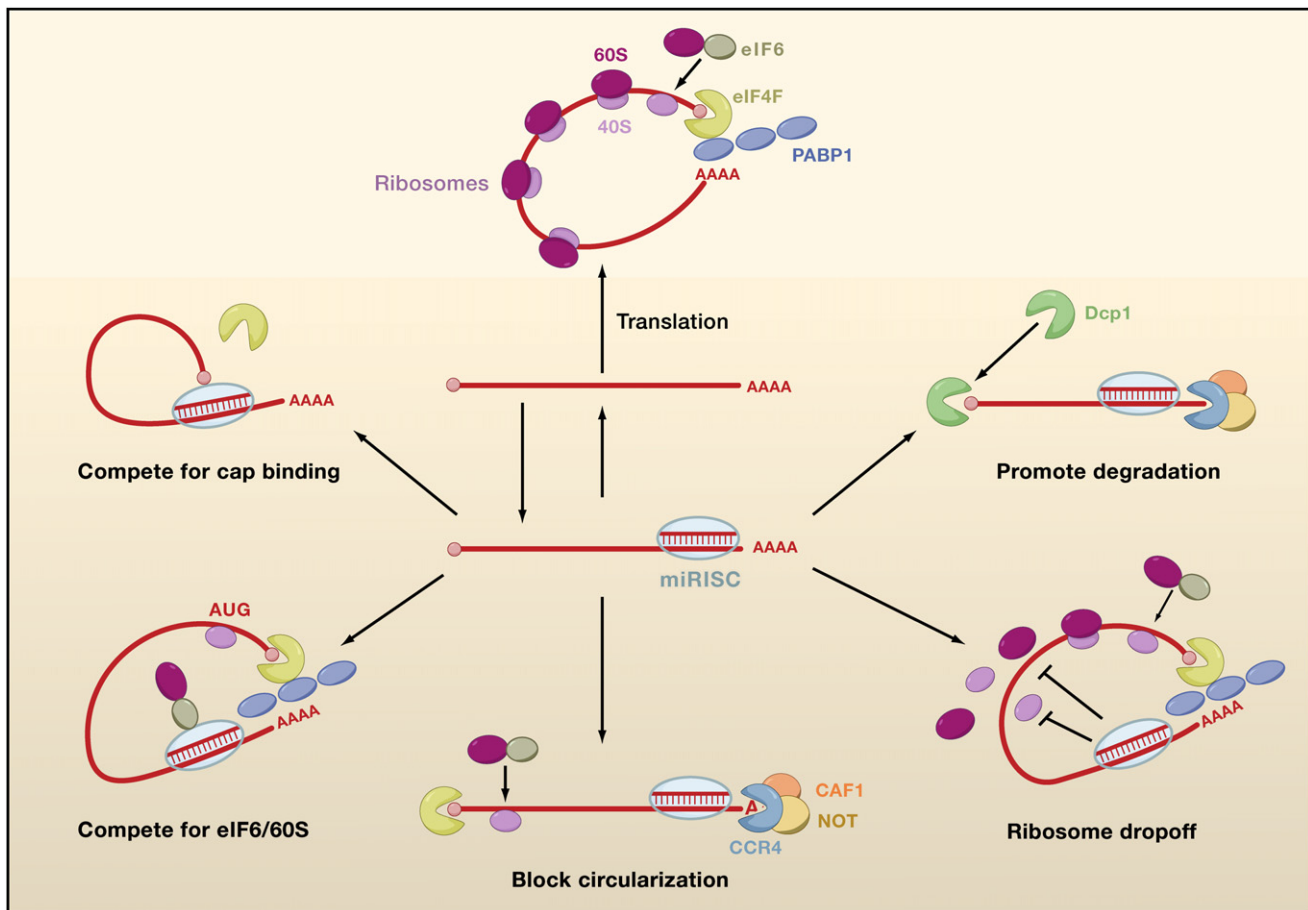 eIF6
60S
eIF4F
40S
PABP1
AAAA
Ribosomes
Translation
Dcp1
AAAA
AAAA
Compete for cap binding
Promote degradation
AAAA
miRISC
AUG
AAAA
AAAA
A
CAF1
NOT
CCR4
Compete for eIF6/60S
Ribosome dropoff
Block circularization